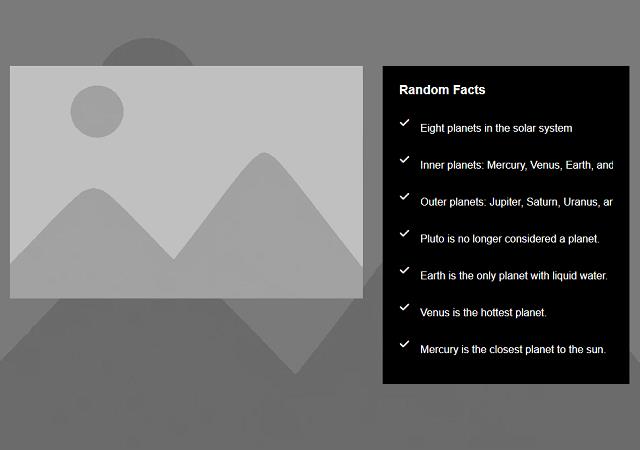 Random Facts
Eight planets in the solar system
Inner planets: Mercury, Venus, Earth, and
Outer planets: Jupiter, Saturn, Uranus,
Pluto is no longer considered a planet.
Earth is the only planet with liquid water.
Venus is the hottest planet.
Mercury is the closest planet to the sun.